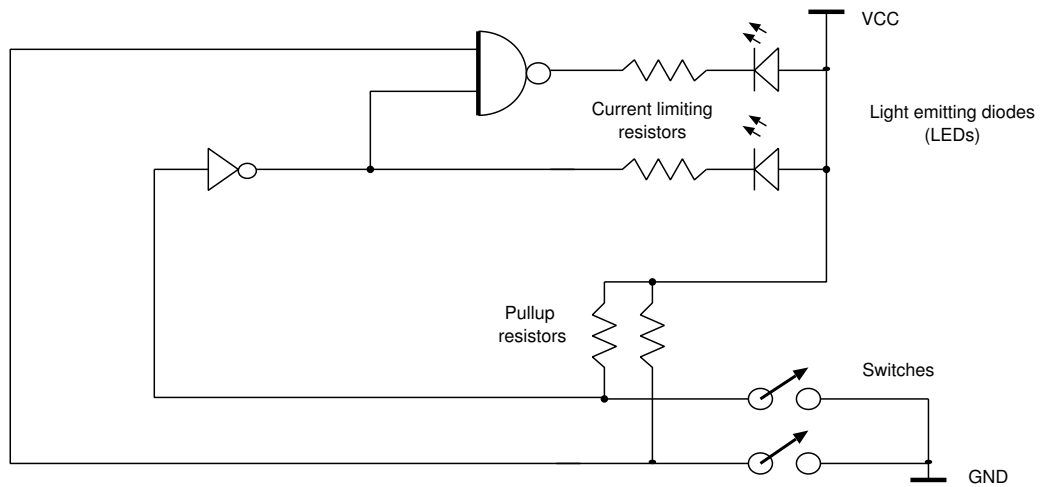 VCC
Current limiting
resistors
Light emitting diodes
(LEDs)
Pullup
resistors
Switches
GND